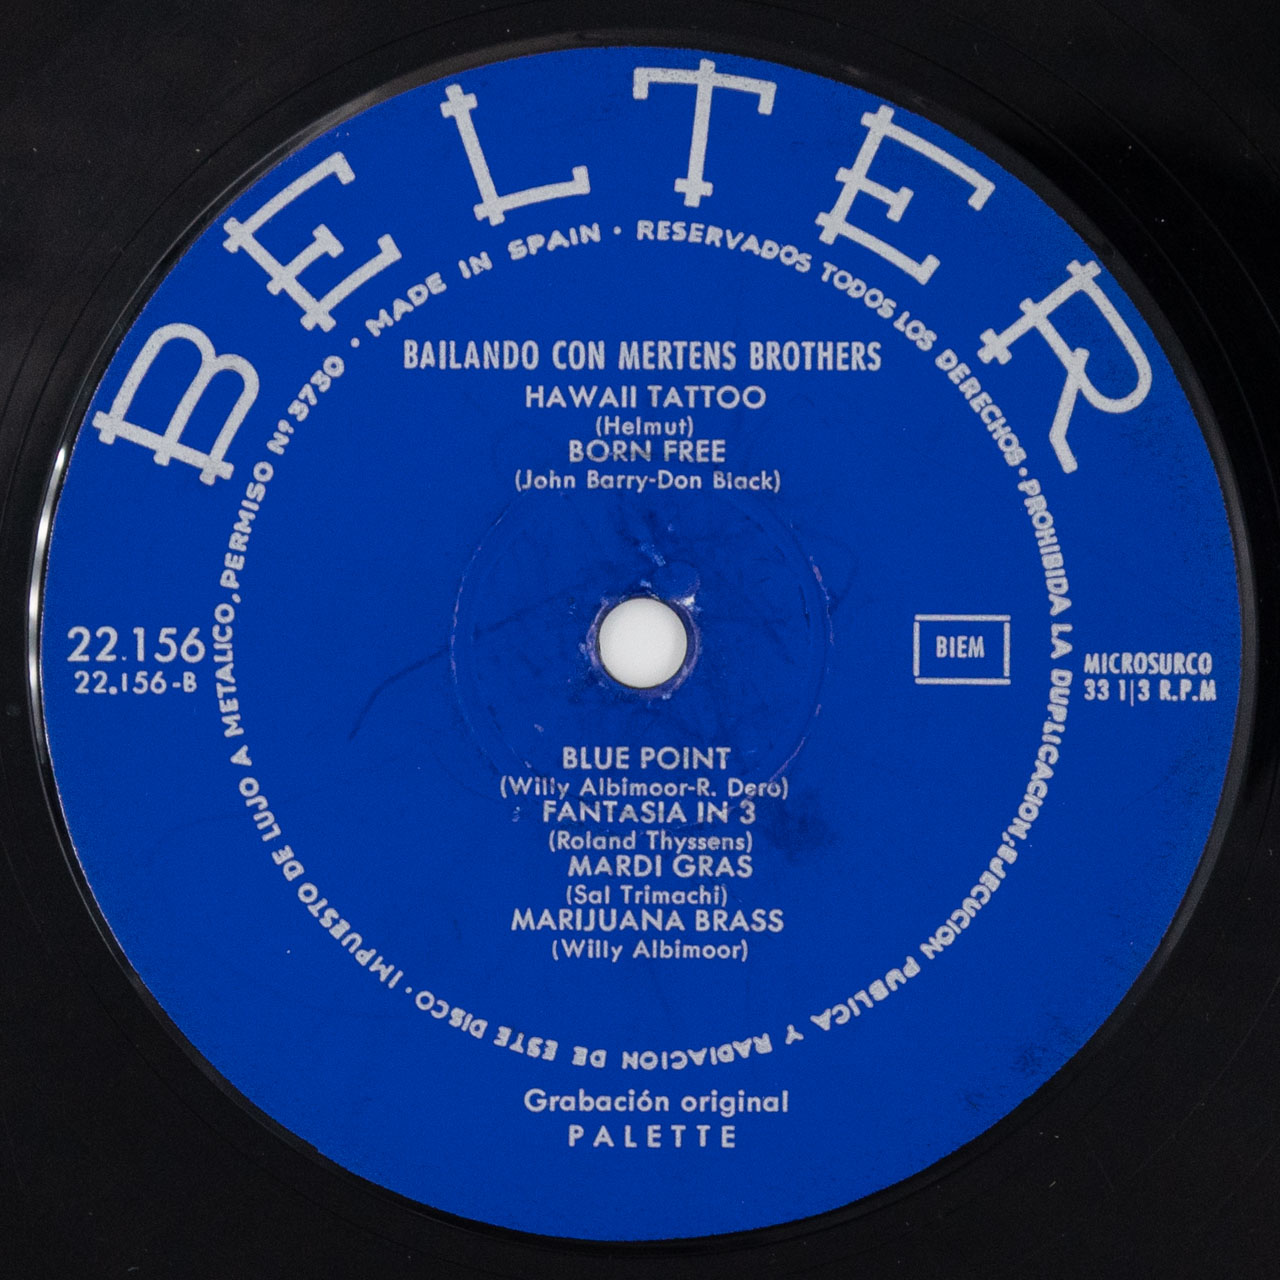 BELTER
IMPUESTO DE LUJO A METALICO, PERMISO Nº 3730 • MADE IN SPAIN • RESERVADOS TODOS LOS DERECHOS • PROHIBIDA LA DUPLICACION, EJECUCION PUBLICA Y RADIACION DE ESTE DISCO •
BAILANDO CON MERTENS BROTHERS
HAWAII TATTOO
(Helmut)
BORN FREE
(John Barry-Don Black)
22.156
22.156-B
BIEM
MICROSURCO
33 1|3 R.P.M
BLUE POINT
(Willy Albimoor-R. Dero)
FANTASIA IN 3
(Roland Thyssens)
MARDI GRAS
(Sal Trimachi)
MARIJUANA BRASS
(Willy Albimoor)
Grabación original
PALETTE